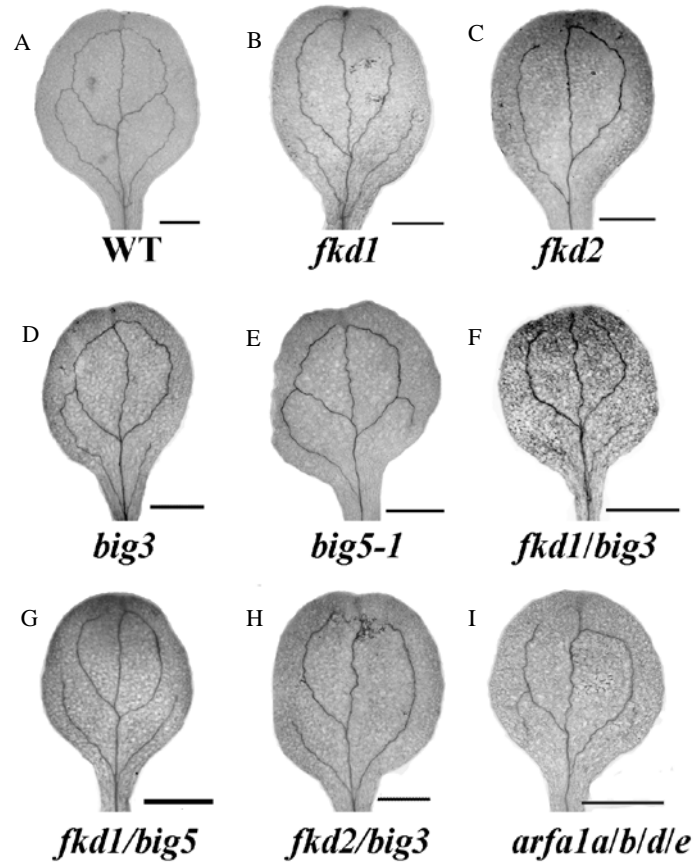 A
B
C
WT
fkd1
fkd2
D
E
F
big3
big5-1
fkd1/big3
G
H
I
fkd1/big5
fkd2/big3
arfa1a/b/d/e